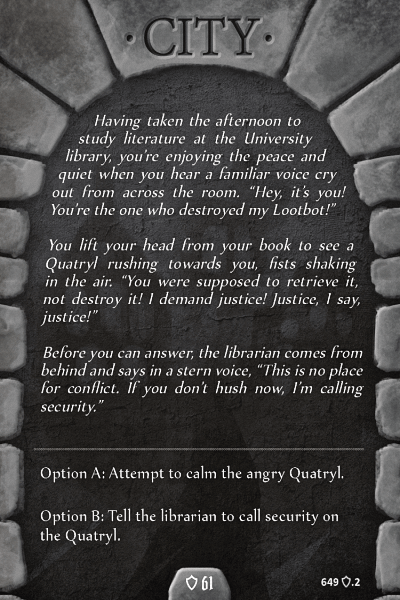 ·CITY·
Having taken the afternoon to
study literature at the University
library, you're enjoying the peace and
quiet when you hear a familiar voice cry
out from across the room. "Hey, it's you!
You're the one who destroyed my Lootbot!"
You lift your head from your book to see a
Quatryl rushing towards you, fists shaking
in the air. "You were supposed to retrieve it,
not destroy it! I demand justice! Justice, I say,
justice!"
Before you can answer, the librarian comes from
behind and says in a stern voice, "This is no place
for conflict. If you don't hush now, I'm calling
security."
Option A: Attempt to calm the angry Quatryl.
Option B: Tell the librarian to call security on
the Quatryl.
61
649 .2